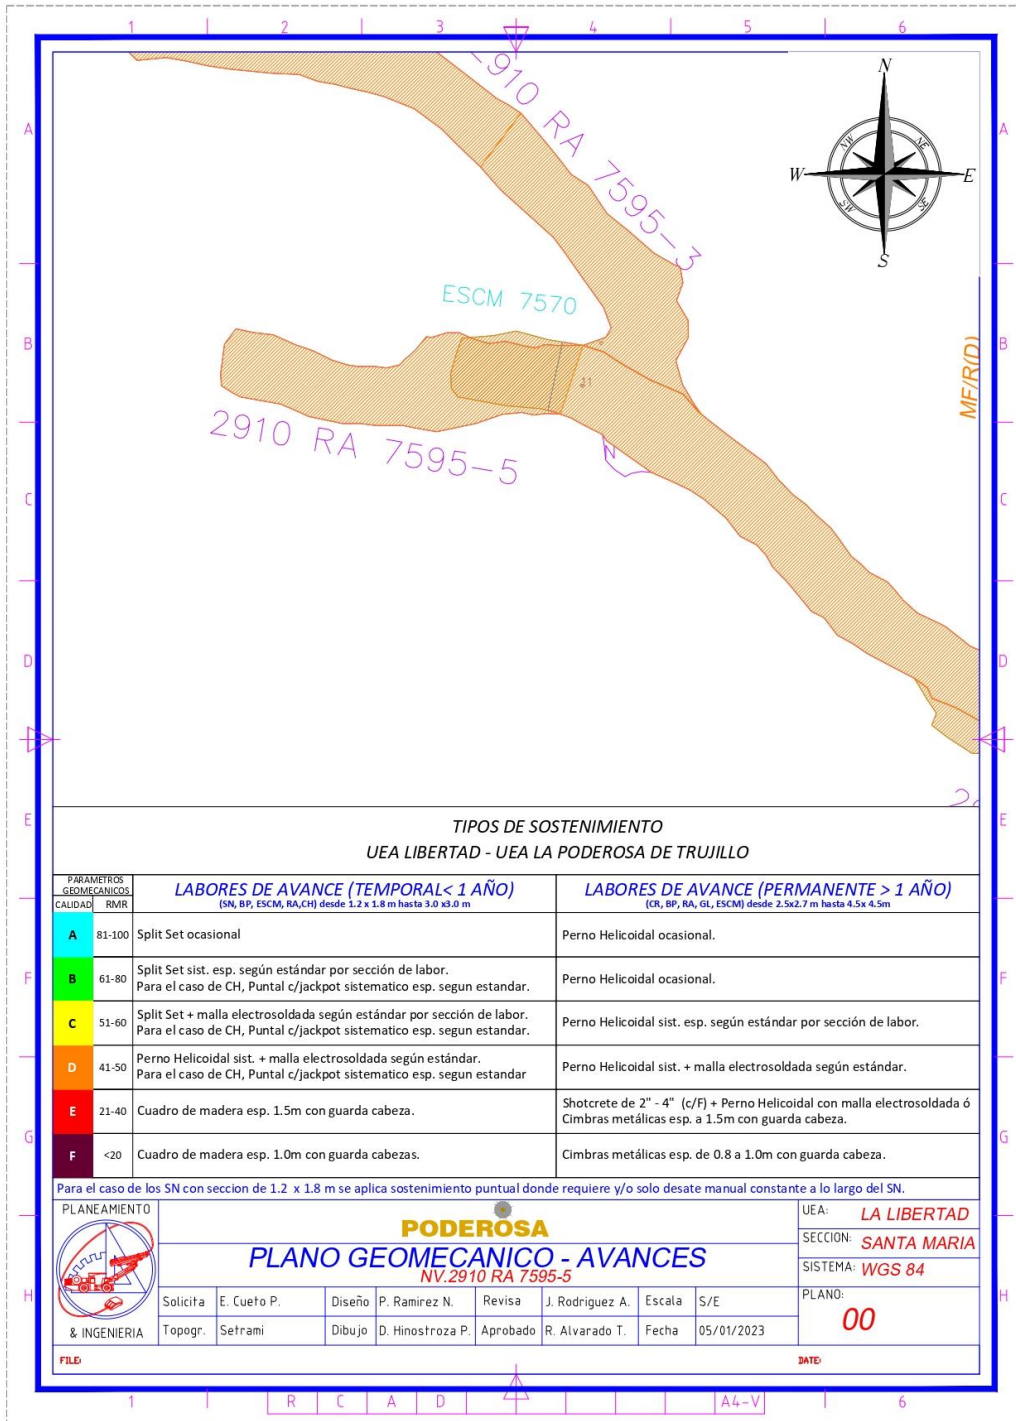 1 2 3 4 5 6
A A
2910 RA 7595-3
N
NW NE
W E
SW SE
S
ESCM 7570
B B
MF/R(D)
11
2910 RA 7595-5
N
C C
D D
E E
TIPOS DE SOSTENIMIENTO
UEA LIBERTAD - UEA LA PODEROSA DE TRUJILLO
PARAMETROS GEOMECANICOS
CALIDAD RMR
LABORES DE AVANCE (TEMPORAL< 1 AÑO)
(SN, BP, ESCM, RA,CH) desde 1.2 x 1.8 m hasta 3.0 x3.0 m
LABORES DE AVANCE (PERMANENTE > 1 AÑO)
(CR, BP, RA, GL, ESCM) desde 2.5x2.7 m hasta 4.5x 4.5m
A 81-100 Split Set ocasional
Perno Helicoidal ocasional.
F F
B 61-80 Split Set sist. esp. según estándar por sección de labor.
Para el caso de CH, Puntal c/jackpot sistematico esp. segun estandar.
Perno Helicoidal ocasional.
C 51-60 Split Set + malla electrosoldada según estándar por sección de labor.
Para el caso de CH, Puntal c/jackpot sistematico esp. segun estandar.
Perno Helicoidal sist. esp. según estándar por sección de labor.
D 41-50 Perno Helicoidal sist. + malla electrosoldada según estándar.
Para el caso de CH, Puntal c/jackpot sistematico esp. segun estandar
Perno Helicoidal sist. + malla electrosoldada según estándar.
E 21-40 Cuadro de madera esp. 1.5m con guarda cabeza.
Shotcrete de 2" - 4" (c/F) + Perno Helicoidal con malla electrosoldada ó
Cimbras metálicas esp. a 1.5m con guarda cabeza.
G G
F <20 Cuadro de madera esp. 1.0m con guarda cabezas.
Cimbras metálicas esp. de 0.8 a 1.0m con guarda cabeza.
Para el caso de los SN con seccion de 1.2 x 1.8 m se aplica sostenimiento puntual donde requiere y/o solo desate manual constante a lo largo del SN.
PLANEAMIENTO
& INGENIERIA
PODEROSA
PLANO GEOMECANICO - AVANCES
NV.2910 RA 7595-5
UEA: LA LIBERTAD
SECCION: SANTA MARIA
SISTEMA: WGS 84
PLANO: 00
H H
Solicita E. Cueto P. Diseño P. Ramirez N. Revisa J. Rodriguez A. Escala S/E
Topogr. Setrami Dibujo D. Hinostroza P. Aprobado R. Alvarado T. Fecha 05/01/2023
FILE: DATE:
1 R C A D A4-V 6